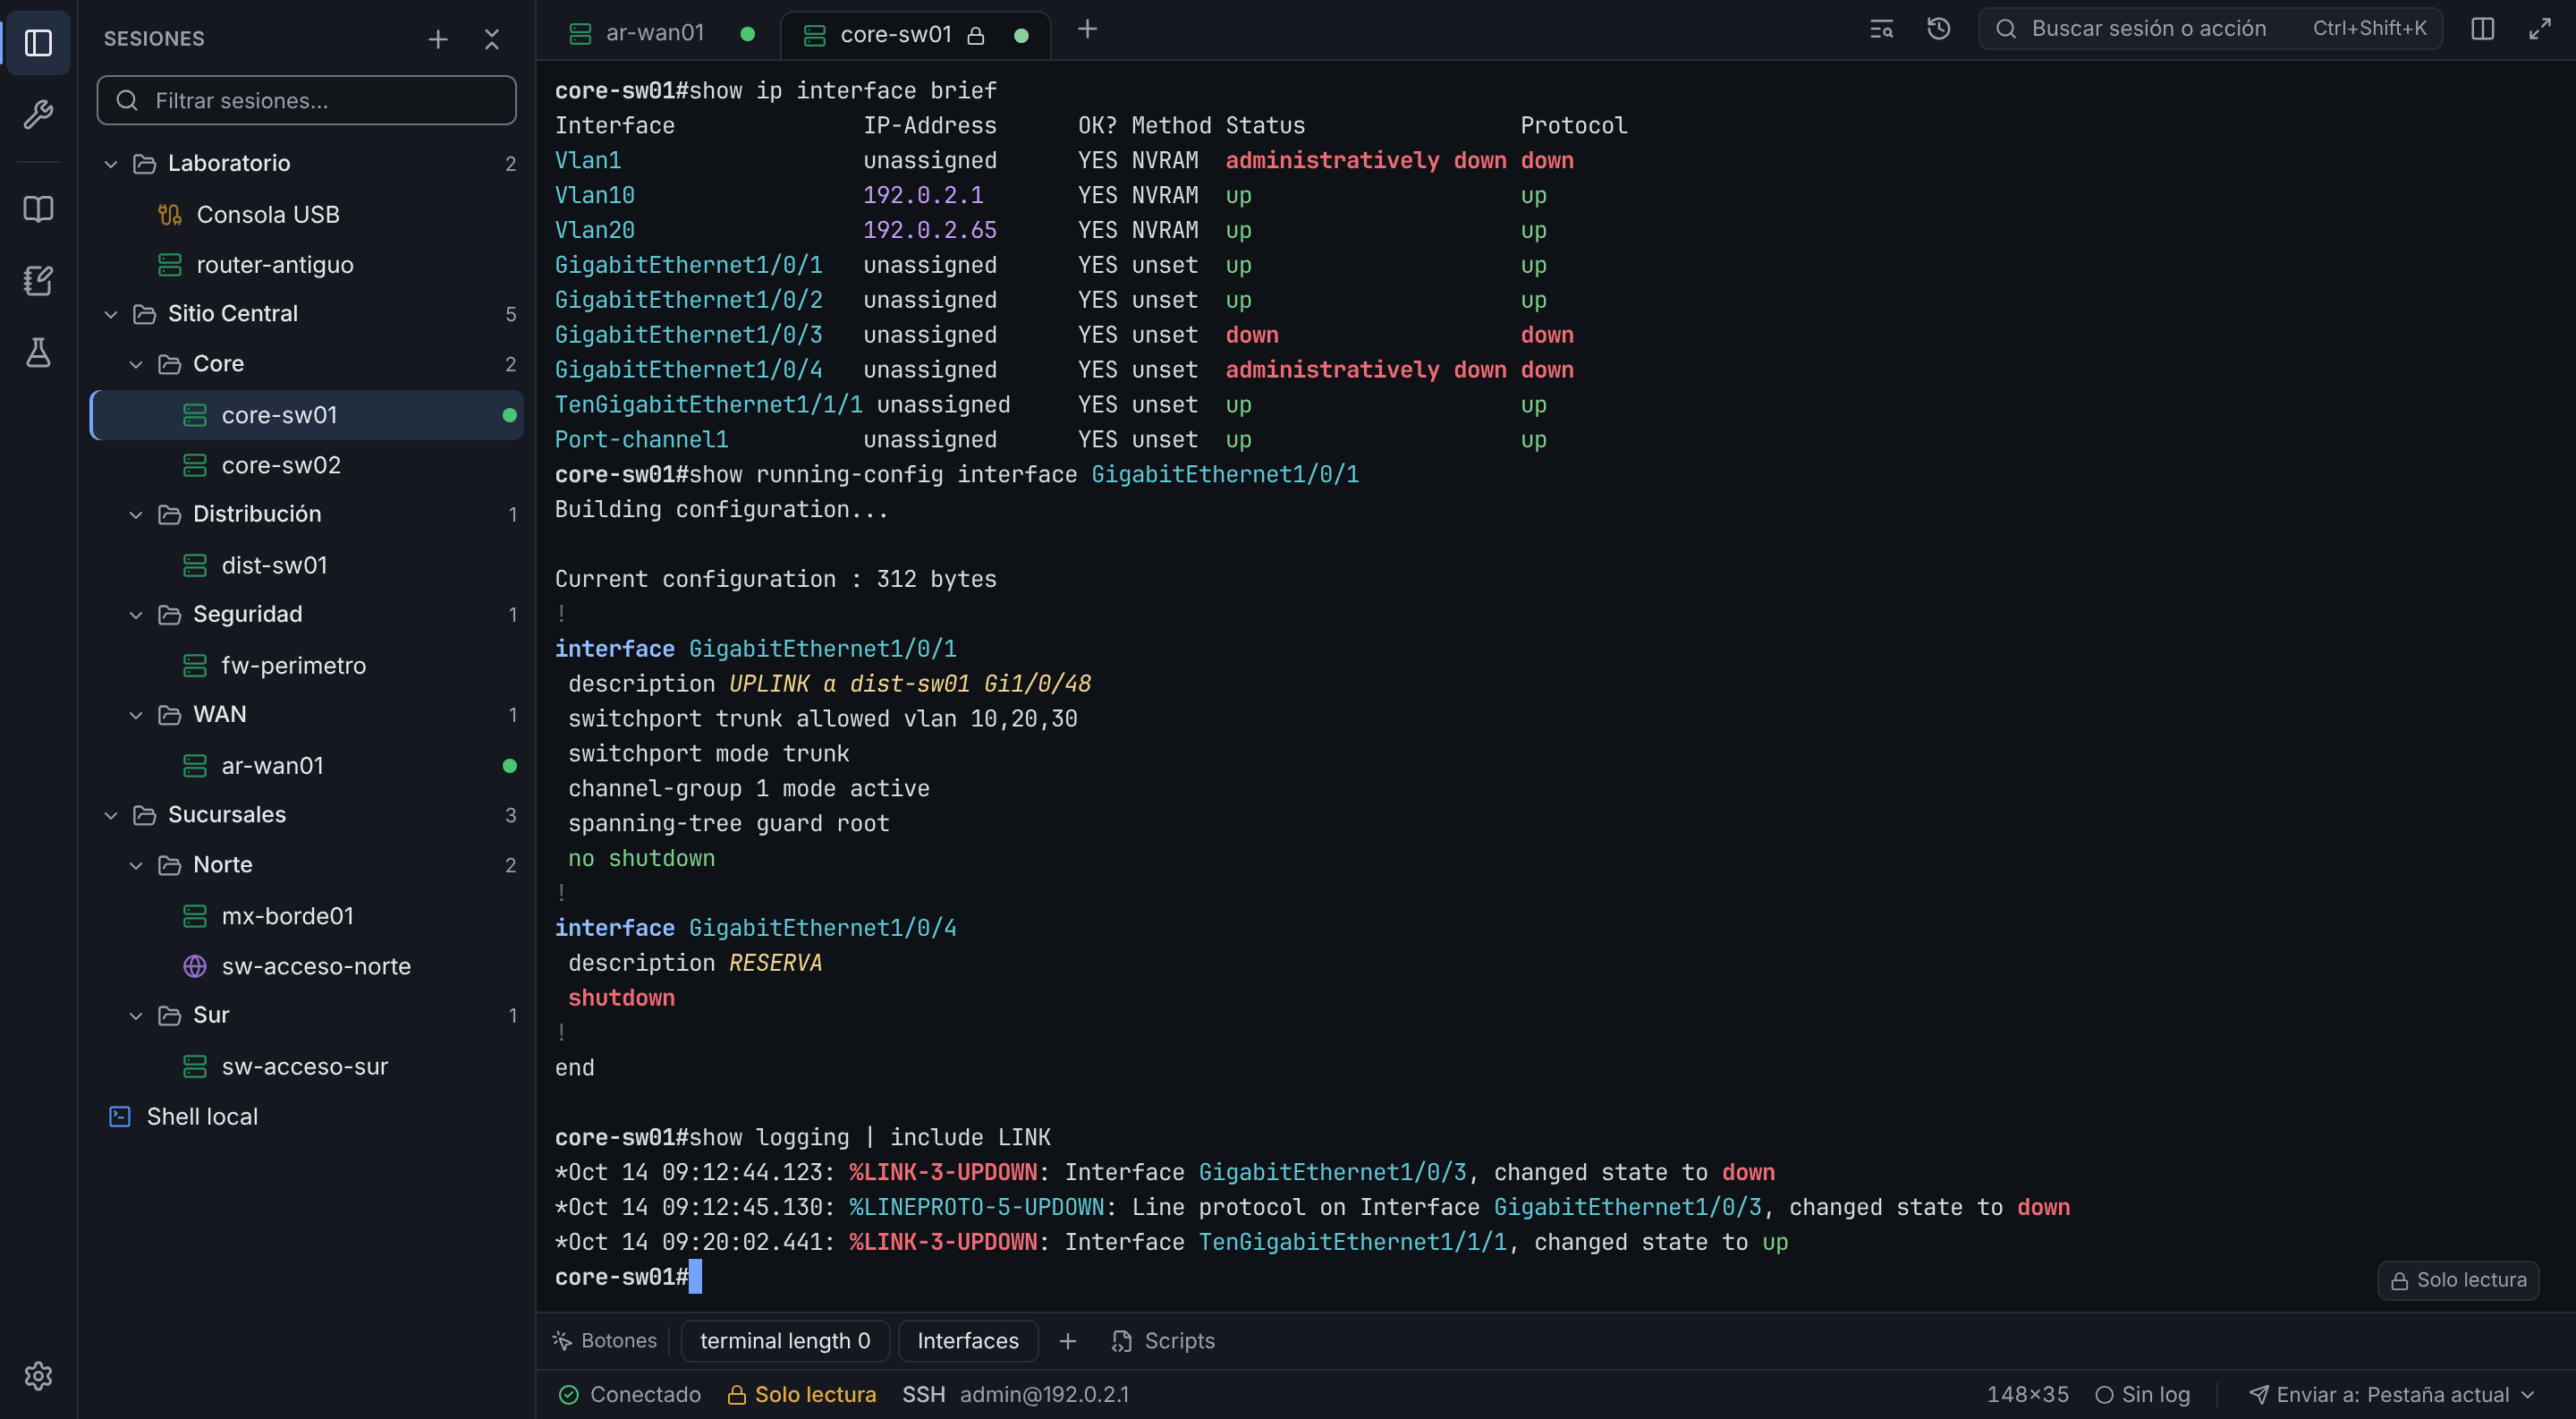 SESIONES
Filtrar sesiones...
Laboratorio 2
Consola USB
router-antiguo
Sitio Central 5
Core 2
core-sw01
core-sw02
Distribución 1
dist-sw01
Seguridad 1
fw-perimetro
WAN 1
ar-wan01
Sucursales 3
Norte 2
mx-borde01
sw-acceso-norte
Sur 1
sw-acceso-sur
Shell local
ar-wan01
core-sw01
Buscar sesión o acción Ctrl+Shift+K
core-sw01#show ip interface brief
Interface              IP-Address      OK? Method Status                Protocol
Vlan1                  unassigned      YES NVRAM  administratively down down
Vlan10                 192.0.2.1       YES NVRAM  up                    up
Vlan20                 192.0.2.65      YES NVRAM  up                    up
GigabitEthernet1/0/1   unassigned      YES unset  up                    up
GigabitEthernet1/0/2   unassigned      YES unset  up                    up
GigabitEthernet1/0/3   unassigned      YES unset  down                  down
GigabitEthernet1/0/4   unassigned      YES unset  administratively down down
TenGigabitEthernet1/1/1 unassigned     YES unset  up                    up
Port-channel1          unassigned      YES unset  up                    up
core-sw01#show running-config interface GigabitEthernet1/0/1
Building configuration...
Current configuration : 312 bytes
!
interface GigabitEthernet1/0/1
 description UPLINK a dist-sw01 Gi1/0/48
 switchport trunk allowed vlan 10,20,30
 switchport mode trunk
 channel-group 1 mode active
 spanning-tree guard root
 no shutdown
!
interface GigabitEthernet1/0/4
 description RESERVA
 shutdown
!
end
core-sw01#show logging | include LINK
*Oct 14 09:12:44.123: %LINK-3-UPDOWN: Interface GigabitEthernet1/0/3, changed state to down
*Oct 14 09:12:45.130: %LINEPROTO-5-UPDOWN: Line protocol on Interface GigabitEthernet1/0/3, changed state to down
*Oct 14 09:20:02.441: %LINK-3-UPDOWN: Interface TenGigabitEthernet1/1/1, changed state to up
core-sw01#
Solo lectura
Botones terminal length 0 Interfaces Scripts
Conectado Solo lectura SSH admin@192.0.2.1 148×35 Sin log Enviar a: Pestaña actual